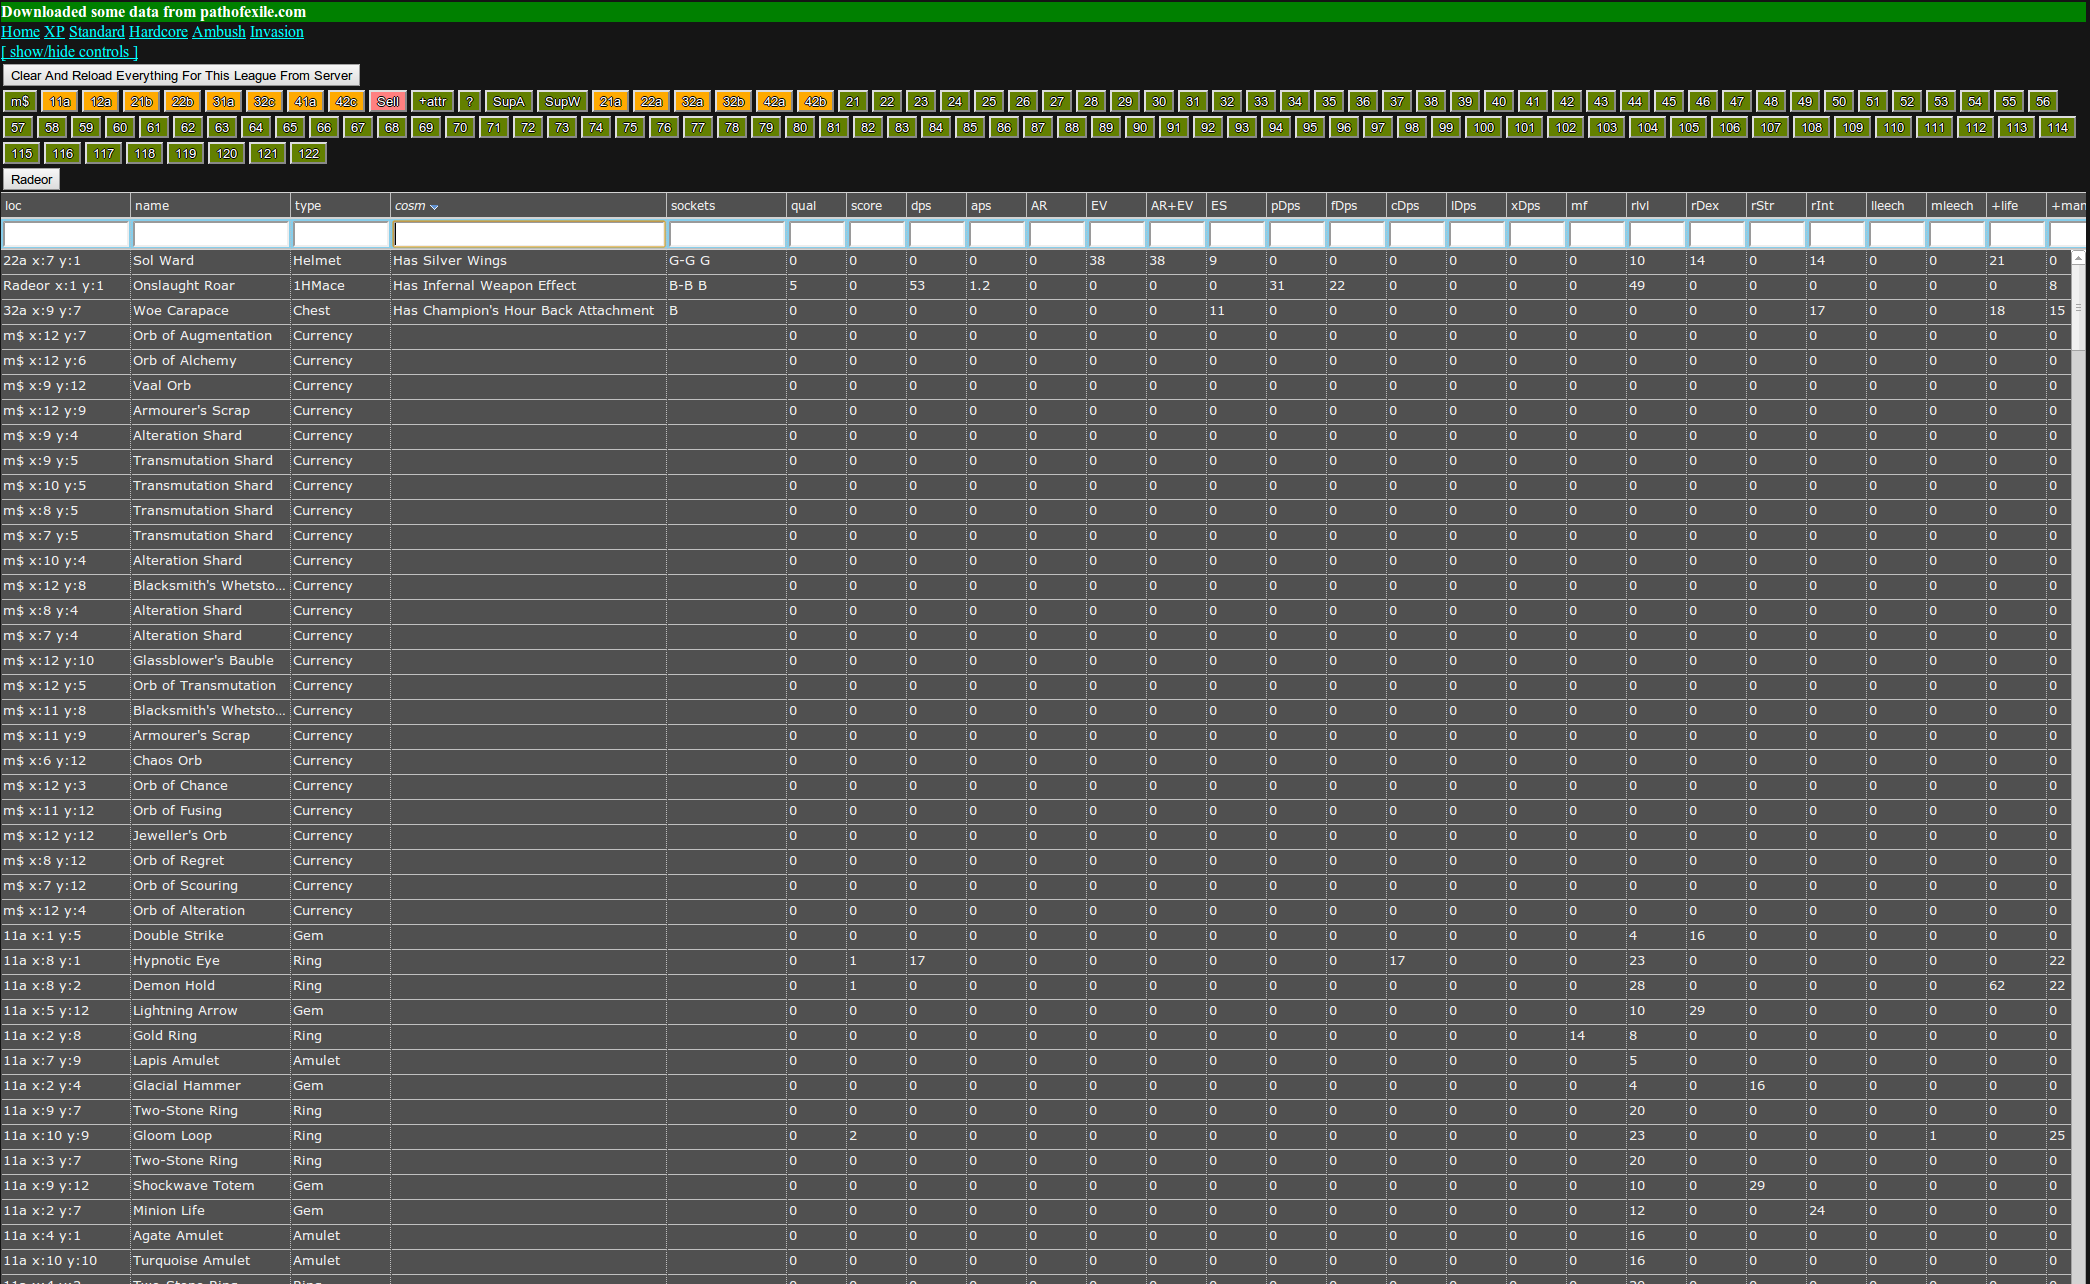 Downloaded some data from pathofexile.com
Home XP Standard Hardcore Ambush Invasion
[ show/hide controls ]
Clear And Reload Everything For This League From Server
m$ 11a 12a 21b 22b 31a 32c 41a 42c Sell +attr ? SupA SupW 21a 22a 32a 32b 42a 42b 21 22 23 24 25 26 27 28 29 30 31 32 33 34 35 36 37 38 39 40 41 42 43 44 45 46 47 48 49 50 51 52 53 54 55 56
57 58 59 60 61 62 63 64 65 66 67 68 69 70 71 72 73 74 75 76 77 78 79 80 81 82 83 84 85 86 87 88 89 90 91 92 93 94 95 96 97 98 99 100 101 102 103 104 105 106 107 108 109 110 111 112 113 114
115 116 117 118 119 120 121 122
Radeor
loc name type cosm sockets qual score dps aps AR EV AR+EV ES pDps fDps cDps lDps xDps mf rlvl rDex rStr rInt lleech mleech +life +man
22a x:7 y:1 Sol Ward Helmet Has Silver Wings G-G G 0 0 0 0 0 38 38 9 0 0 0 0 0 0 10 14 0 14 0 0 21 0
Radeor x:1 y:1 Onslaught Roar 1HMace Has Infernal Weapon Effect B-B B 5 0 53 1.2 0 0 0 0 31 22 0 0 0 0 49 0 0 0 0 0 0 8
32a x:9 y:7 Woe Carapace Chest Has Champion's Hour Back Attachment B 0 0 0 0 0 0 0 11 0 0 0 0 0 0 0 0 0 17 0 0 18 15
m$ x:12 y:7 Orb of Augmentation Currency 0 0 0 0 0 0 0 0 0 0 0 0 0 0 0 0 0 0 0 0 0 0
m$ x:12 y:6 Orb of Alchemy Currency 0 0 0 0 0 0 0 0 0 0 0 0 0 0 0 0 0 0 0 0 0 0
m$ x:9 y:12 Vaal Orb Currency 0 0 0 0 0 0 0 0 0 0 0 0 0 0 0 0 0 0 0 0 0 0
m$ x:12 y:9 Armourer's Scrap Currency 0 0 0 0 0 0 0 0 0 0 0 0 0 0 0 0 0 0 0 0 0 0
m$ x:9 y:4 Alteration Shard Currency 0 0 0 0 0 0 0 0 0 0 0 0 0 0 0 0 0 0 0 0 0 0
m$ x:9 y:5 Transmutation Shard Currency 0 0 0 0 0 0 0 0 0 0 0 0 0 0 0 0 0 0 0 0 0 0
m$ x:10 y:5 Transmutation Shard Currency 0 0 0 0 0 0 0 0 0 0 0 0 0 0 0 0 0 0 0 0 0 0
m$ x:8 y:5 Transmutation Shard Currency 0 0 0 0 0 0 0 0 0 0 0 0 0 0 0 0 0 0 0 0 0 0
m$ x:7 y:5 Transmutation Shard Currency 0 0 0 0 0 0 0 0 0 0 0 0 0 0 0 0 0 0 0 0 0 0
m$ x:10 y:4 Alteration Shard Currency 0 0 0 0 0 0 0 0 0 0 0 0 0 0 0 0 0 0 0 0 0 0
m$ x:12 y:8 Blacksmith's Whetsto... Currency 0 0 0 0 0 0 0 0 0 0 0 0 0 0 0 0 0 0 0 0 0 0
m$ x:8 y:4 Alteration Shard Currency 0 0 0 0 0 0 0 0 0 0 0 0 0 0 0 0 0 0 0 0 0 0
m$ x:7 y:4 Alteration Shard Currency 0 0 0 0 0 0 0 0 0 0 0 0 0 0 0 0 0 0 0 0 0 0
m$ x:12 y:10 Glassblower's Bauble Currency 0 0 0 0 0 0 0 0 0 0 0 0 0 0 0 0 0 0 0 0 0 0
m$ x:12 y:5 Orb of Transmutation Currency 0 0 0 0 0 0 0 0 0 0 0 0 0 0 0 0 0 0 0 0 0 0
m$ x:11 y:8 Blacksmith's Whetsto... Currency 0 0 0 0 0 0 0 0 0 0 0 0 0 0 0 0 0 0 0 0 0 0
m$ x:11 y:9 Armourer's Scrap Currency 0 0 0 0 0 0 0 0 0 0 0 0 0 0 0 0 0 0 0 0 0 0
m$ x:6 y:12 Chaos Orb Currency 0 0 0 0 0 0 0 0 0 0 0 0 0 0 0 0 0 0 0 0 0 0
m$ x:12 y:3 Orb of Chance Currency 0 0 0 0 0 0 0 0 0 0 0 0 0 0 0 0 0 0 0 0 0 0
m$ x:11 y:12 Orb of Fusing Currency 0 0 0 0 0 0 0 0 0 0 0 0 0 0 0 0 0 0 0 0 0 0
m$ x:12 y:12 Jeweller's Orb Currency 0 0 0 0 0 0 0 0 0 0 0 0 0 0 0 0 0 0 0 0 0 0
m$ x:8 y:12 Orb of Regret Currency 0 0 0 0 0 0 0 0 0 0 0 0 0 0 0 0 0 0 0 0 0 0
m$ x:7 y:12 Orb of Scouring Currency 0 0 0 0 0 0 0 0 0 0 0 0 0 0 0 0 0 0 0 0 0 0
m$ x:12 y:4 Orb of Alteration Currency 0 0 0 0 0 0 0 0 0 0 0 0 0 0 0 0 0 0 0 0 0 0
11a x:1 y:5 Double Strike Gem 0 0 0 0 0 0 0 0 0 0 0 0 0 0 4 16 0 0 0 0 0 0
11a x:8 y:1 Hypnotic Eye Ring 0 1 17 0 0 0 0 0 0 0 17 0 0 0 23 0 0 0 0 0 0 22
11a x:8 y:2 Demon Hold Ring 0 1 0 0 0 0 0 0 0 0 0 0 0 0 28 0 0 0 0 0 62 22
11a x:5 y:12 Lightning Arrow Gem 0 0 0 0 0 0 0 0 0 0 0 0 0 0 10 29 0 0 0 0 0 0
11a x:2 y:8 Gold Ring Ring 0 0 0 0 0 0 0 0 0 0 0 0 0 14 8 0 0 0 0 0 0 0
11a x:7 y:9 Lapis Amulet Amulet 0 0 0 0 0 0 0 0 0 0 0 0 0 0 5 0 0 0 0 0 0 0
11a x:2 y:4 Glacial Hammer Gem 0 0 0 0 0 0 0 0 0 0 0 0 0 0 4 0 16 0 0 0 0 0
11a x:9 y:7 Two-Stone Ring Ring 0 0 0 0 0 0 0 0 0 0 0 0 0 0 20 0 0 0 0 0 0 0
11a x:10 y:9 Gloom Loop Ring 0 2 0 0 0 0 0 0 0 0 0 0 0 0 23 0 0 0 0 1 0 25
11a x:3 y:7 Two-Stone Ring Ring 0 0 0 0 0 0 0 0 0 0 0 0 0 0 20 0 0 0 0 0 0 0
11a x:9 y:12 Shockwave Totem Gem 0 0 0 0 0 0 0 0 0 0 0 0 0 0 10 0 29 0 0 0 0 0
11a x:2 y:7 Minion Life Gem 0 0 0 0 0 0 0 0 0 0 0 0 0 0 12 0 0 24 0 0 0 0
11a x:4 y:1 Agate Amulet Amulet 0 0 0 0 0 0 0 0 0 0 0 0 0 0 16 0 0 0 0 0 0 0
11a x:10 y:10 Turquoise Amulet Amulet 0 0 0 0 0 0 0 0 0 0 0 0 0 0 16 0 0 0 0 0 0 0